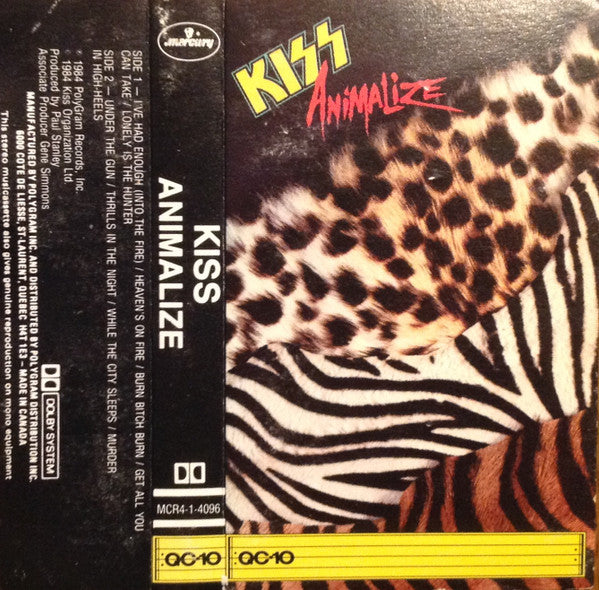 mercury
KISS
ANIMALIZE
SIDE 1 – I'VE HAD ENOUGH (INTO THE FIRE) / HEAVEN'S ON FIRE / BURN BITCH BURN / GET ALL YOU
CAN TAKE / LONELY IS THE HUNTER
SIDE 2 – UNDER THE GUN / THRILLS IN THE NIGHT / WHILE THE CITY SLEEPS / MURDER
IN HIGH-HEELS
℗ 1984 PolyGram Records, Inc.
© 1984 Kiss Organization Ltd.
Produced by Paul Stanley
Associate Producer Gene Simmons
MANUFACTURED BY POLYGRAM INC. AND DISTRIBUTED BY POLYGRAM DISTRIBUTION INC.
6000 COTE DE LIESSE, ST-LAURENT, QUEBEC H4T 1E3 – MADE IN CANADA
This stereo musicassette also gives genuine reproduction on mono equipment
DOLBY SYSTEM
KISS
ANIMALIZE
MCR4-1-4096
QC-10
QC-10